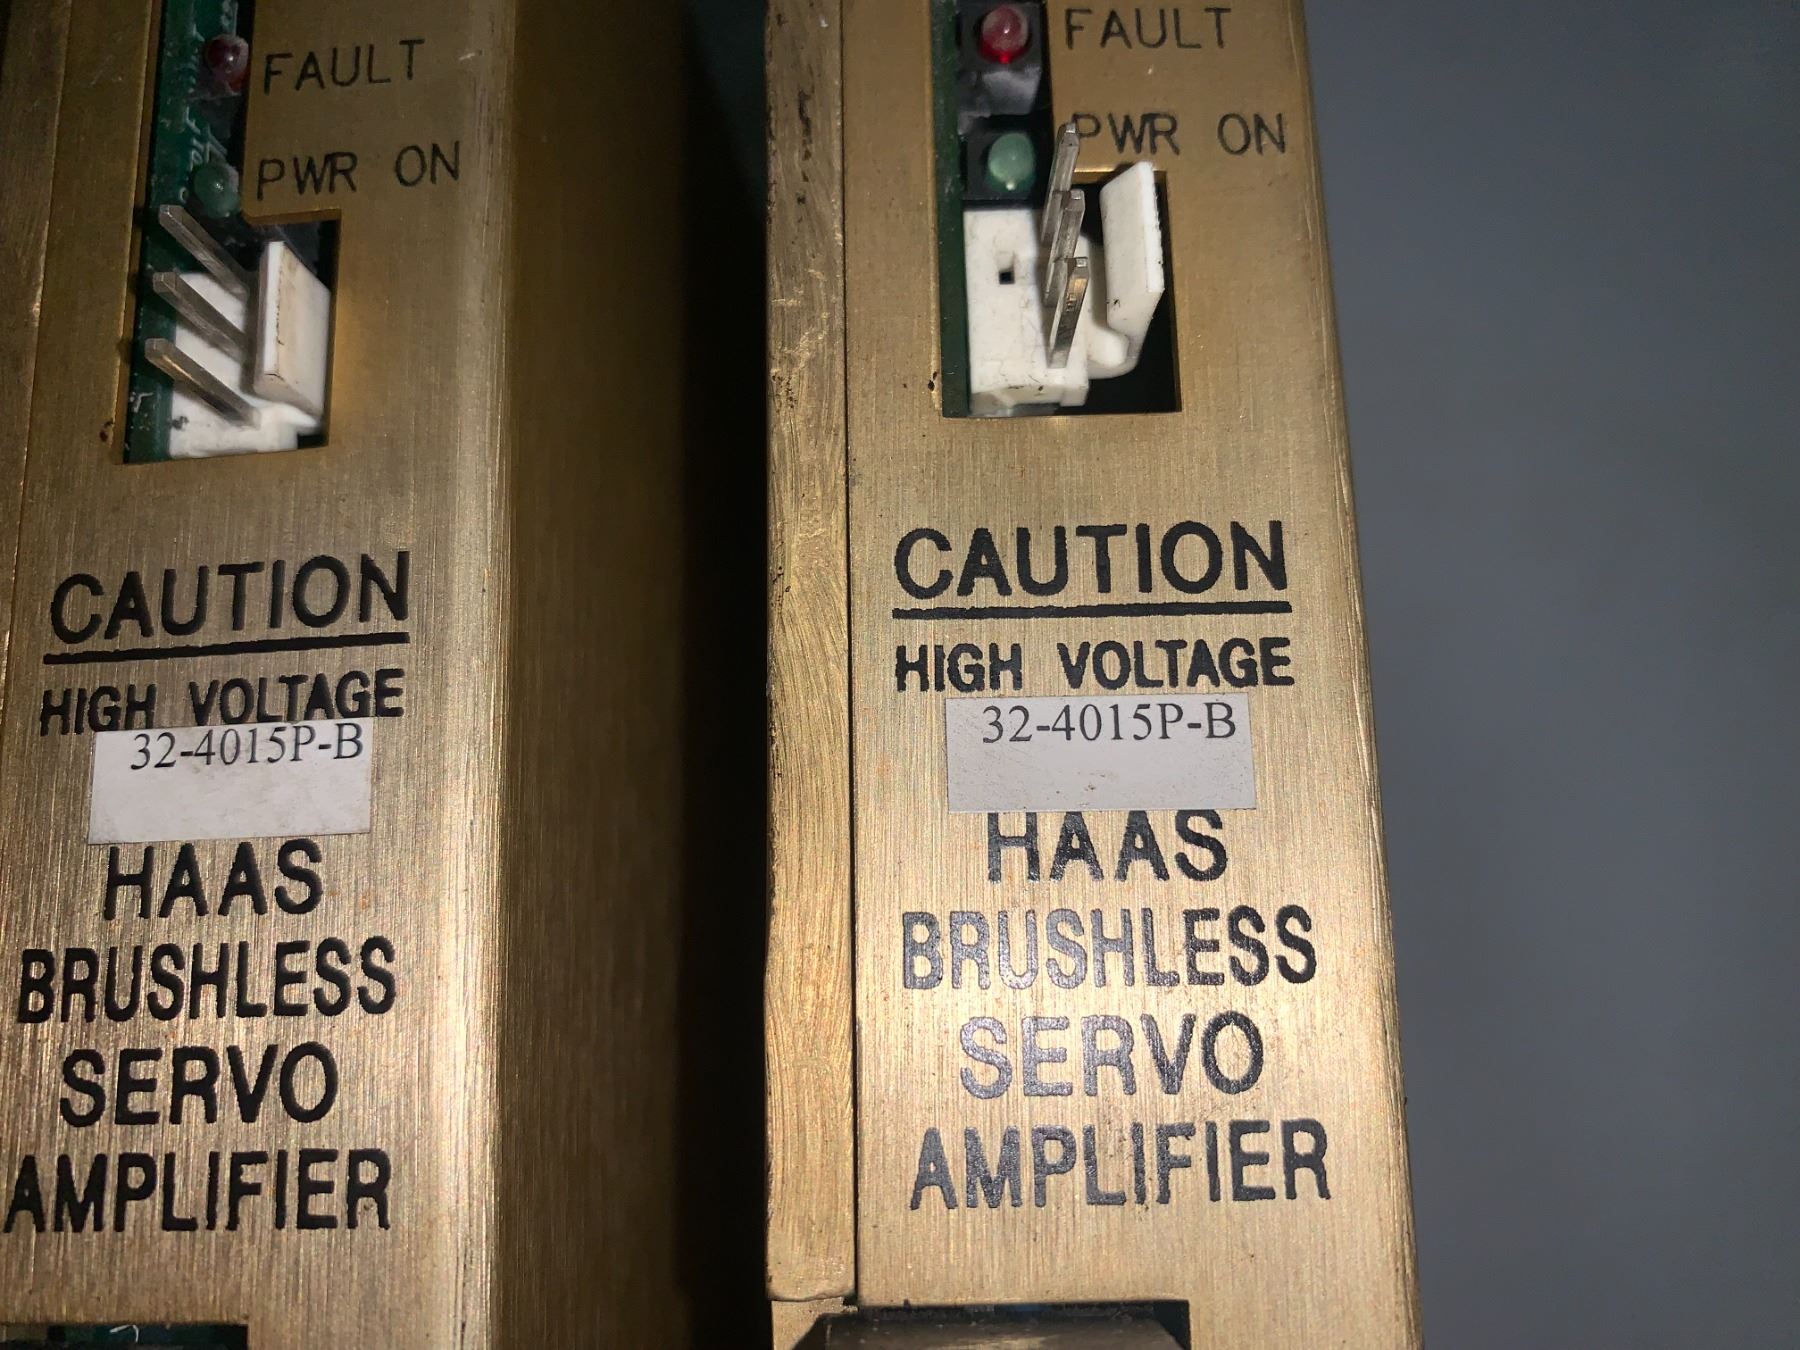 FAULT
PWR ON
CAUTION
HIGH VOLTAGE
32-4015P-B
HAAS
BRUSHLESS
SERVO
AMPLIFIER
FAULT
PWR ON
CAUTION
HIGH VOLTAGE
32-4015P-B
HAAS
BRUSHLESS
SERVO
AMPLIFIER